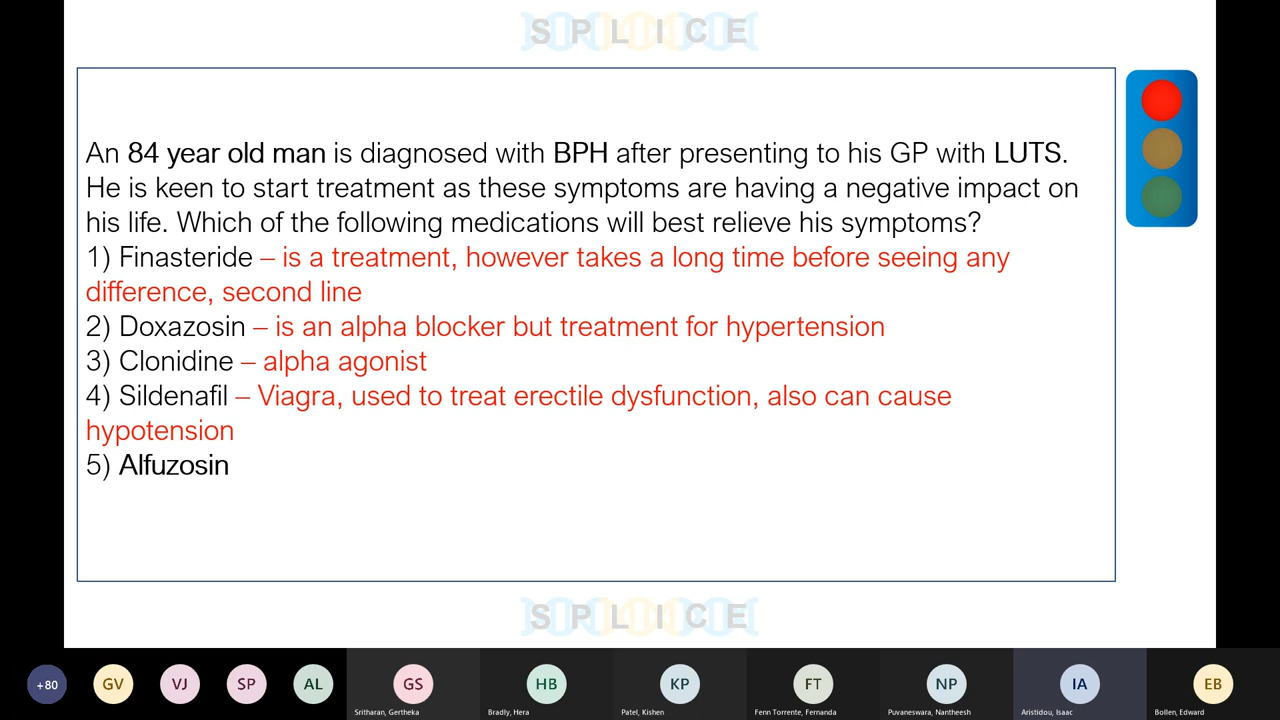 S P L I C E
An 84 year old man is diagnosed with BPH after presenting to his GP with LUTS.
He is keen to start treatment as these symptoms are having a negative impact on
his life. Which of the following medications will best relieve his symptoms?
1) Finasteride – is a treatment, however takes a long time before seeing any
difference, second line
2) Doxazosin – is an alpha blocker but treatment for hypertension
3) Clonidine – alpha agonist
4) Sildenafil – Viagra, used to treat erectile dysfunction, also can cause
hypotension
5) Alfuzosin
S P L I C E
+80 GV VJ SP AL GS HB KP FT NP IA EB
Sritharan, Gertheka Bradly, Hera Patel, Kishen Fenn Torrente, Fernanda Puvaneswara, Nantheesh Aristidou, Isaac Bollen, Edward